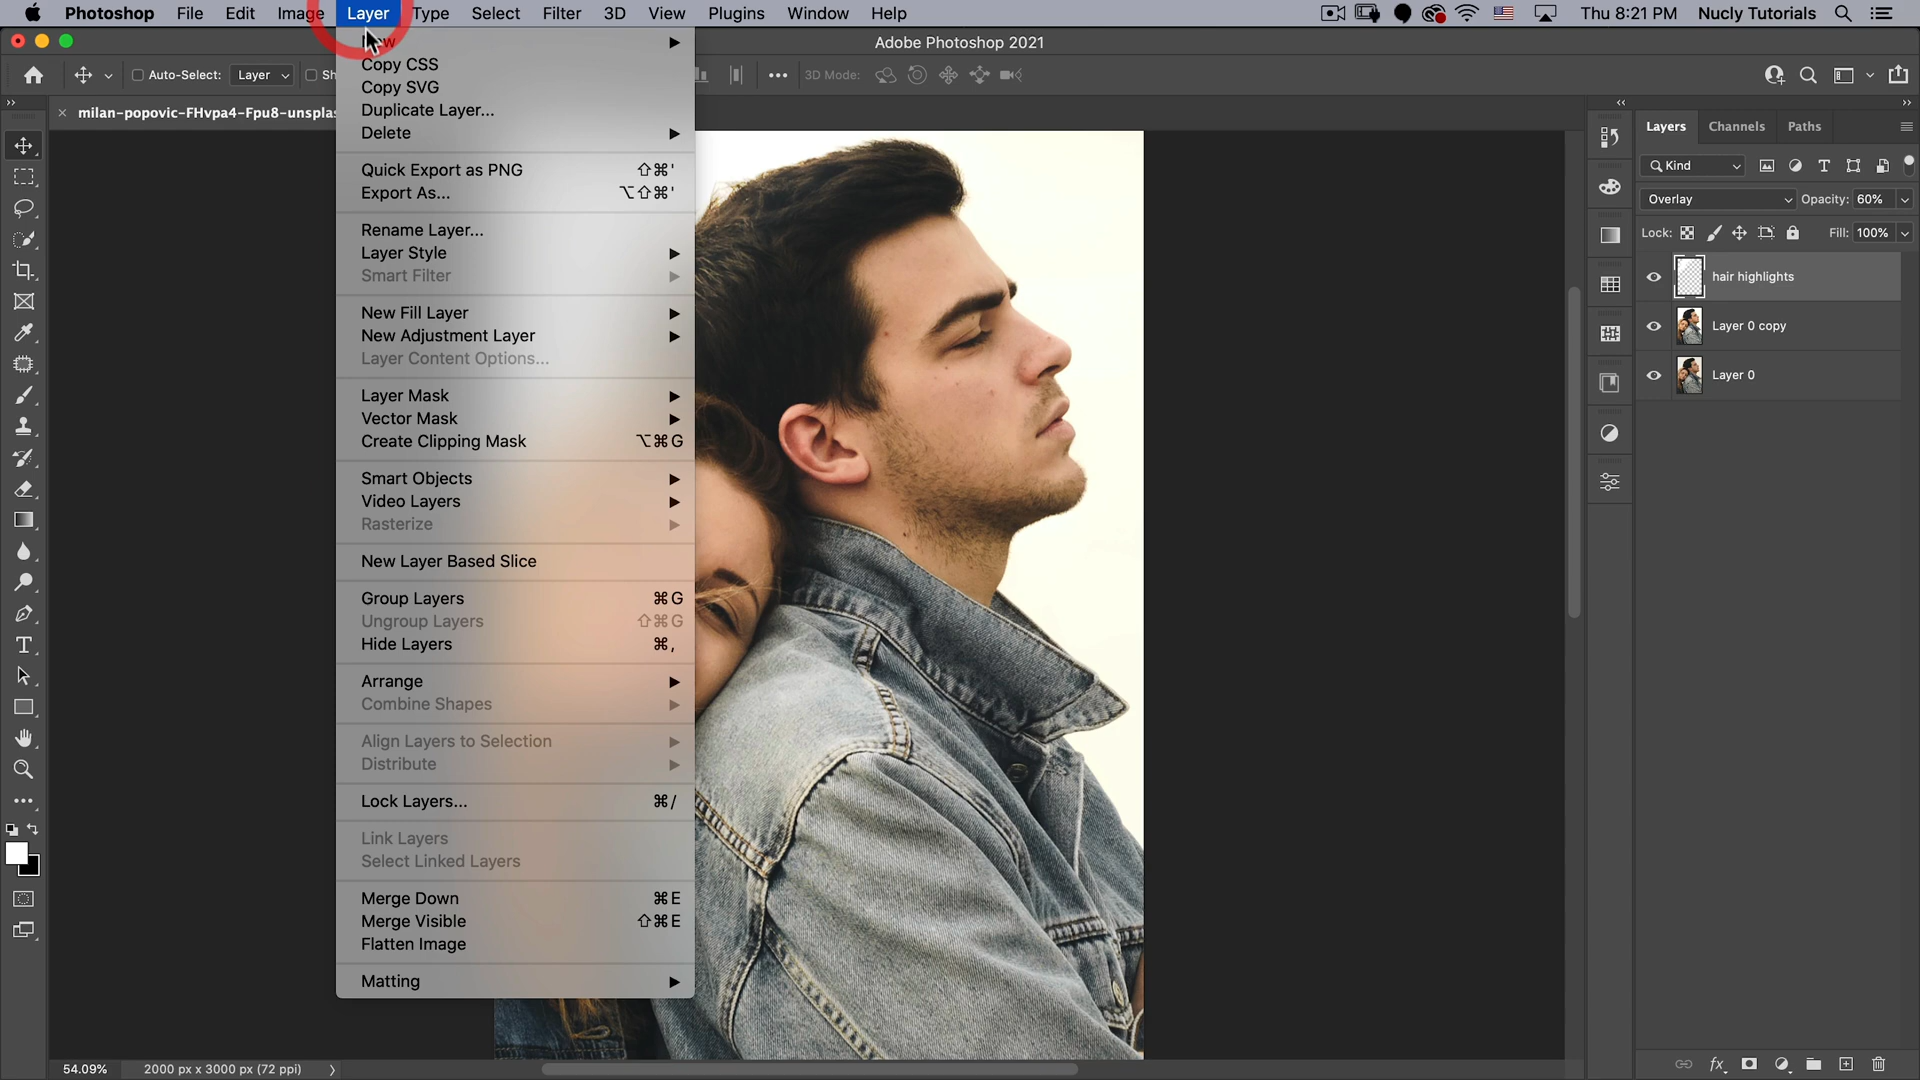 Photoshop File Edit Image Layer Type Select Filter 3D View Plugins Window Help Thu 8:21 PM Nucly Tutorials
Adobe Photoshop 2021
Auto-Select: Layer Sh 3D Mode:
milan-popovic-FHvpa4-Fpu8-unsplas
New
Copy CSS
Copy SVG
Duplicate Layer...
Delete
Quick Export as PNG ⇧⌘'
Export As... ⌥⇧⌘'
Rename Layer...
Layer Style
Smart Filter
New Fill Layer
New Adjustment Layer
Layer Content Options...
Layer Mask
Vector Mask
Create Clipping Mask ⌥⌘G
Smart Objects
Video Layers
Rasterize
New Layer Based Slice
Group Layers ⌘G
Ungroup Layers ⇧⌘G
Hide Layers ⌘,
Arrange
Combine Shapes
Align Layers to Selection
Distribute
Lock Layers... ⌘/
Link Layers
Select Linked Layers
Merge Down ⌘E
Merge Visible ⇧⌘E
Flatten Image
Matting
Layers Channels Paths
Kind
Overlay Opacity: 60%
Lock: Fill: 100%
hair highlights
Layer 0 copy
Layer 0
54.09% 2000 px x 3000 px (72 ppi)